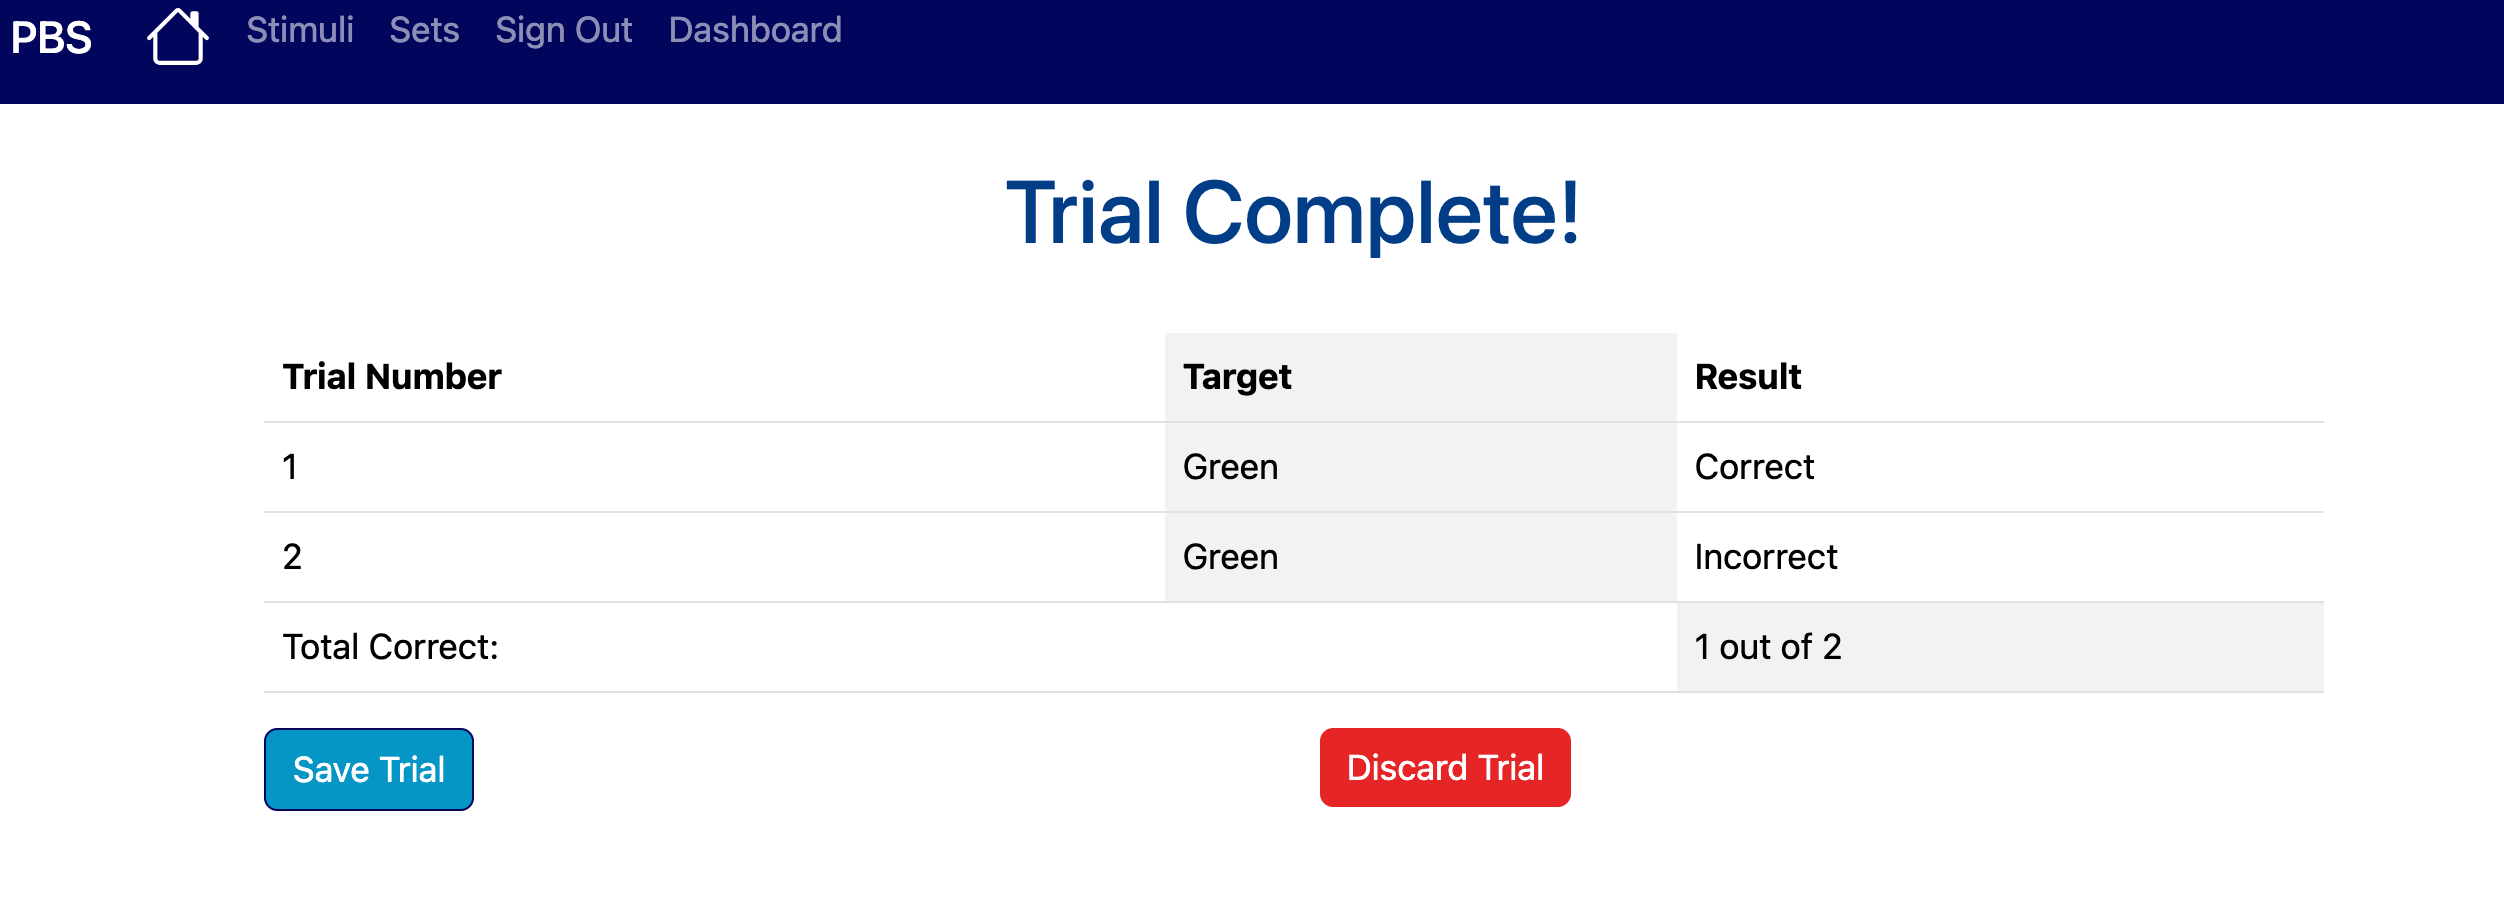 PBS Stimuli Sets Sign Out Dashboard
Trial Complete!
Trial Number Target Result
1 Green Correct
2 Green Incorrect
Total Correct: 1 out of 2
Save Trial Discard Trial